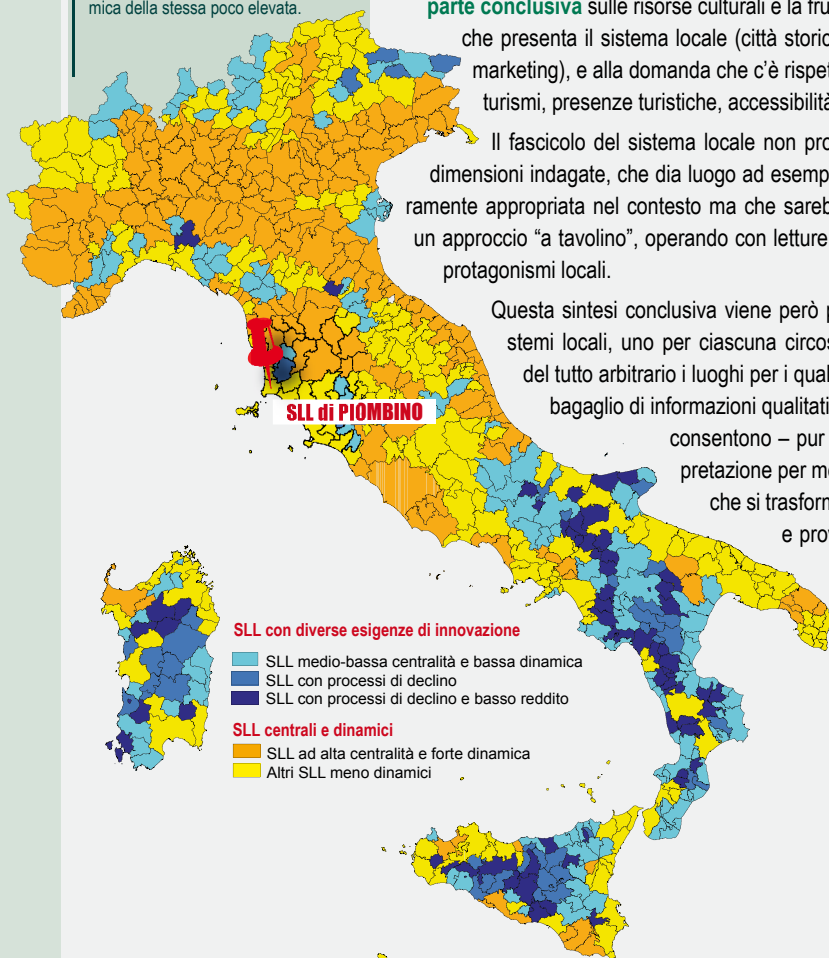 mica della stessa poco elevata.
parte conclusiva sulle risorse culturali e la fru
che presenta il sistema locale (città storic
marketing), e alla domanda che c'è rispet
turismi, presenze turistiche, accessibilità
Il fascicolo del sistema locale non pro
dimensioni indagate, che dia luogo ad esemp
ramente appropriata nel contesto ma che sareb
un approccio “a tavolino”, operando con letture
protagonismi locali.
Questa sintesi conclusiva viene però p
stemi locali, uno per ciascuna circos
del tutto arbitrario i luoghi per i qual
bagaglio di informazioni qualitati
consentono – pur
pretazione per me
che si trasform
e prov
SLL di PIOMBINO
SLL con diverse esigenze di innovazione
SLL medio-bassa centralità e bassa dinamica
SLL con processi di declino
SLL con processi di declino e basso reddito
SLL centrali e dinamici
SLL ad alta centralità e forte dinamica
Altri SLL meno dinamici